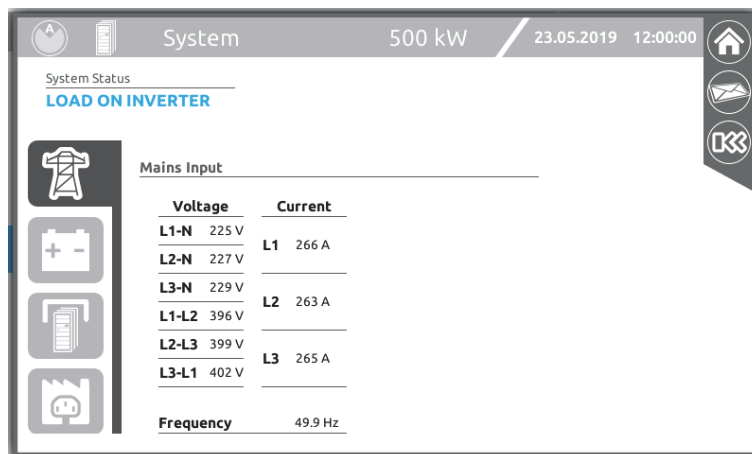 A System 500 kW 23.05.2019 12:00:00
System Status
LOAD ON INVERTER
Mains Input
Voltage Current
L1-N 225 V
L1 266 A
L2-N 227 V
L3-N 229 V
L2 263 A
L1-L2 396 V
L2-L3 399 V
L3 265 A
L3-L1 402 V
Frequency 49.9 Hz